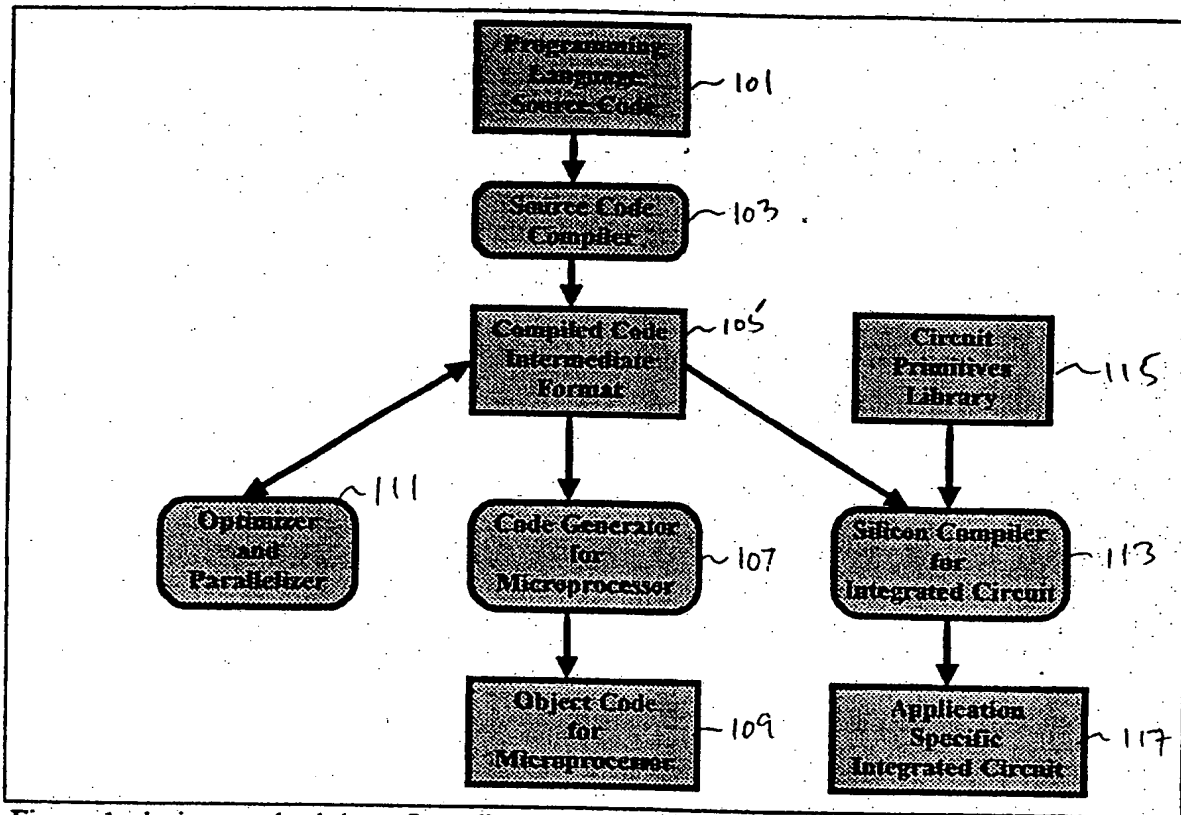 Programming
Language
Source Code
101
Source Code
Compiler
103
Compiled Code
Intermediate
Format
105
Circuit
Primitives
Library
115
Optimizer
and
Parallelizer
111
Code Generator
for
Microprocessor
107
Silicon Compiler
for
Integrated Circuit
113
Object Code
for
Microprocessor
109
Application
Specific
Integrated Circuit
117